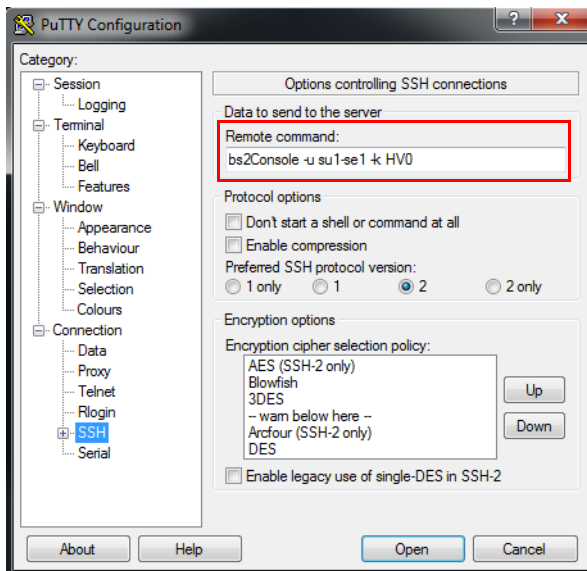 PuTTY Configuration
?
X
Category:
Session
Logging
Terminal
Keyboard
Bell
Features
Window
Appearance
Behaviour
Translation
Selection
Colours
Connection
Data
Proxy
Telnet
Rlogin
SSH
Serial
Options controlling SSH connections
Data to send to the server
Remote command:
bs2Console -u su1-se1 -k HV0
Protocol options
Don't start a shell or command at all
Enable compression
Preferred SSH protocol version:
1 only 1 2 2 only
Encryption options
Encryption cipher selection policy:
AES (SSH-2 only)
Blowfish
3DES
-- warn below here --
Arcfour (SSH-2 only)
DES
Up
Down
Enable legacy use of single-DES in SSH-2
About Help Open Cancel